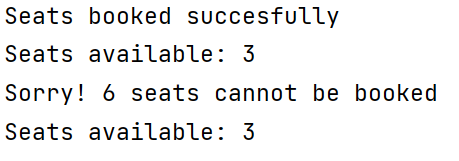 Seats booked succesfully
Seats available: 3
Sorry! 6 seats cannot be booked
Seats available: 3